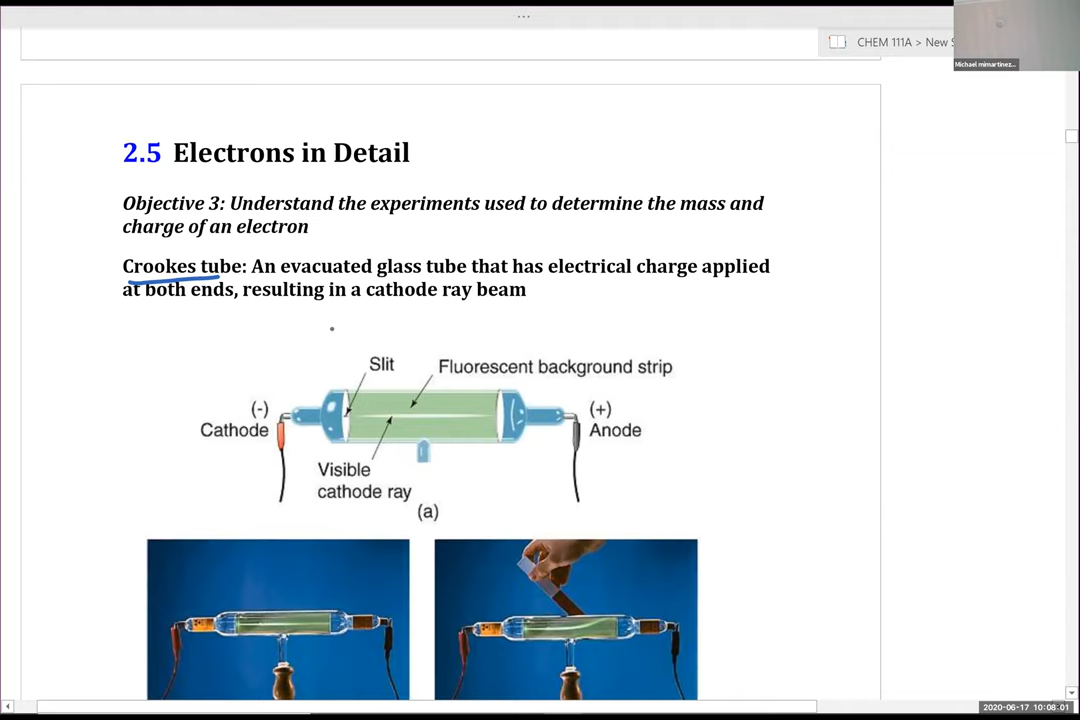 ...
CHEM 111A > New S
Michael mimartinez...
2.5 Electrons in Detail
Objective 3: Understand the experiments used to determine the mass and
charge of an electron
Crookes tube: An evacuated glass tube that has electrical charge applied
at both ends, resulting in a cathode ray beam
Slit
Fluorescent background strip
(-)
Cathode
(+)
Anode
Visible
cathode ray
(a)
2020-06-17 10:08:01